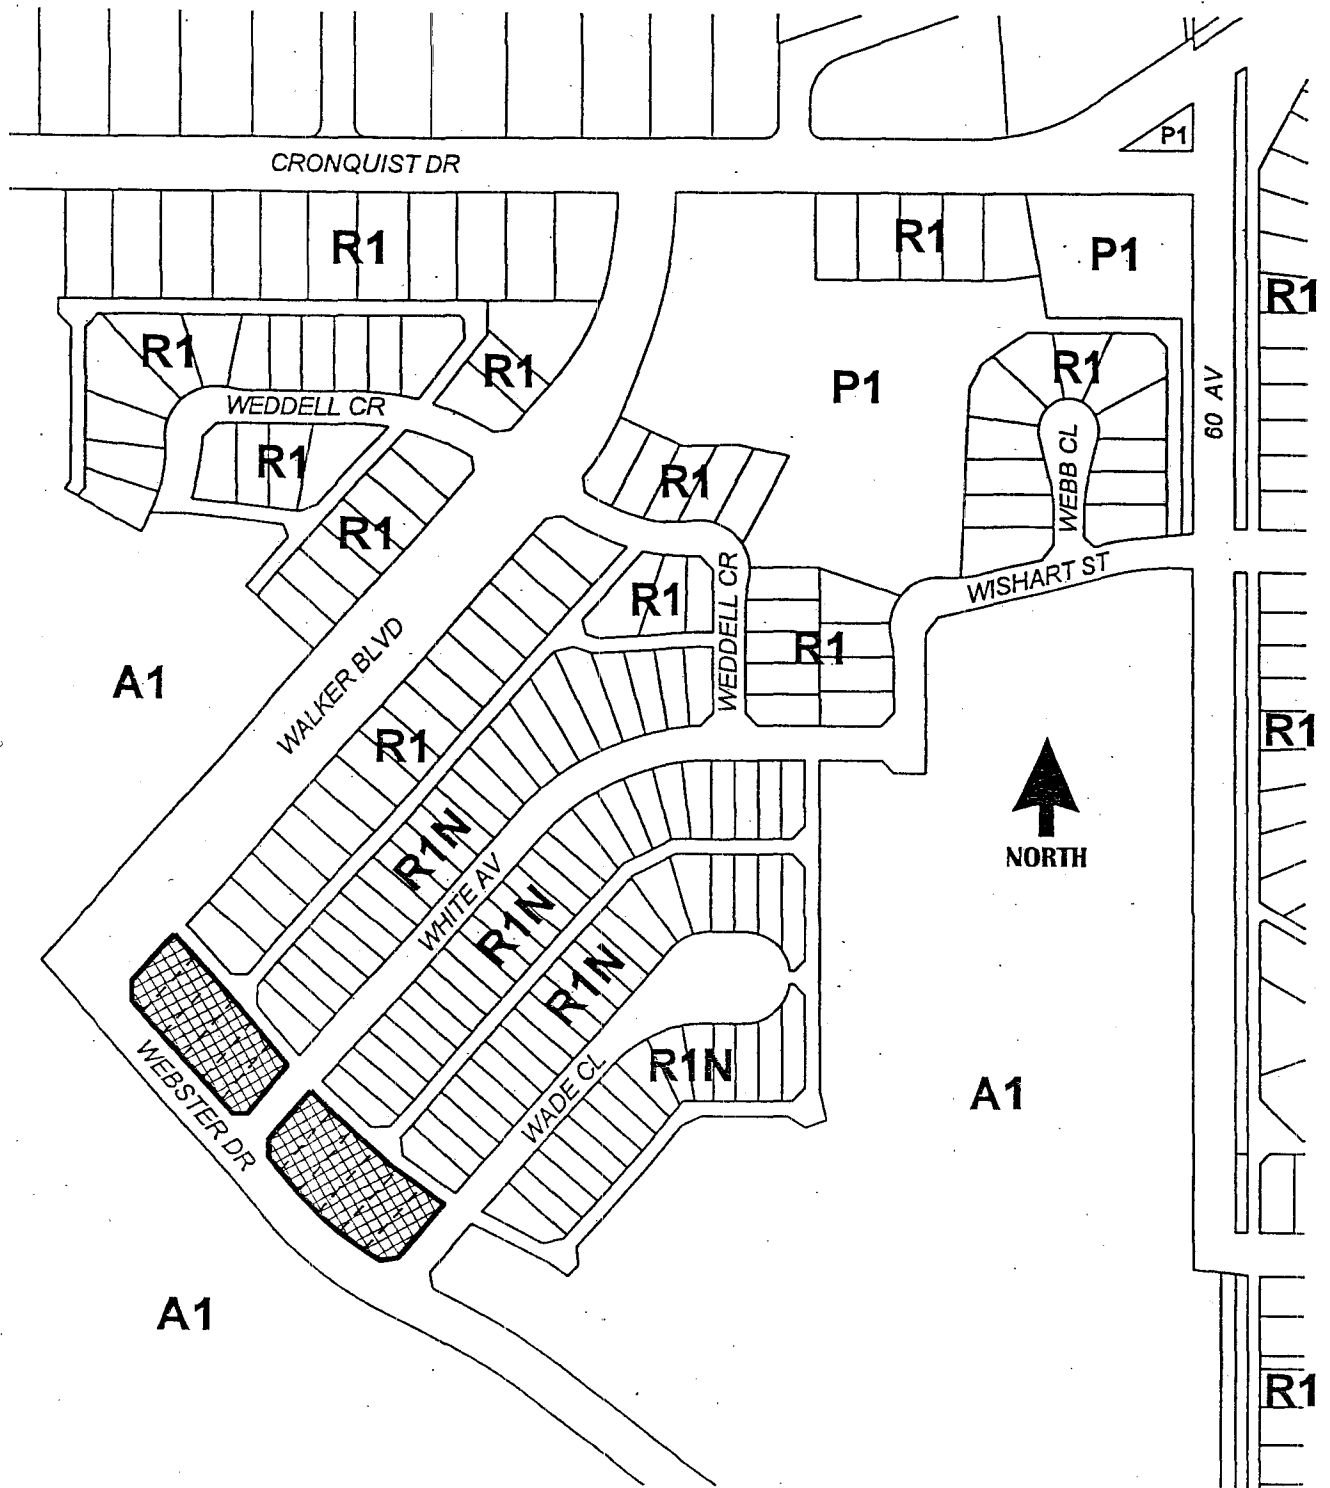 P1
CRONQUIST DR
R1
R1
P1
R1
R1
R1
R1
P1
60 AV
WEDDELL CR
R1
R1
WEBB CL
R1
WEDDELL CR
WISHART ST
R1
R1
A1
WALKER BLVD
R1
R1
NORTH
R1N
WHITE AV
R1N
R1N
R1N
WADE CL
WEBSTER DR
A1
A1
R1